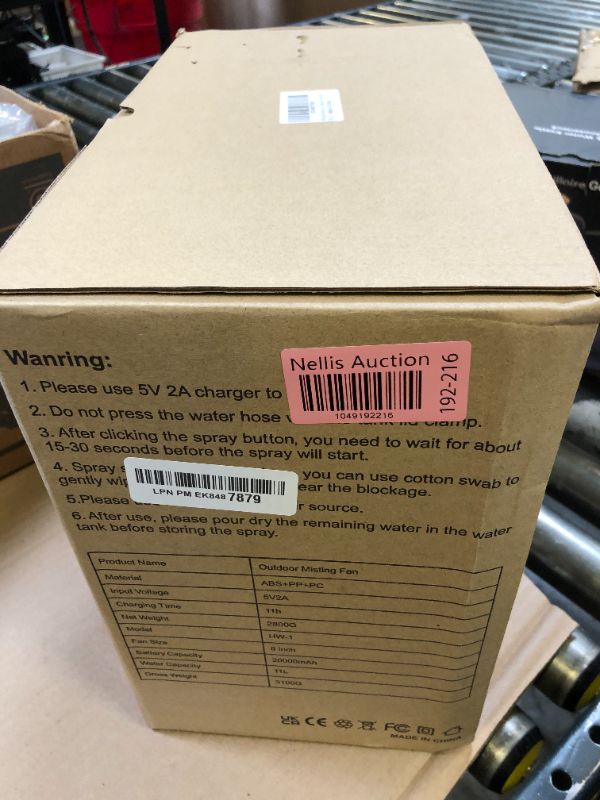 Wanring:
1. Please use 5V 2A charger to
2. Do not press the water hose
clamp.
3. After clicking the spray button, you need to wait for about
15-30 seconds before the spray will start.
4. Spray
you can use cotton swab to
gently
the blockage.
5.Please
source.
6. After use, please pour dry the remaining water in the water
tank before storing the spray.
Nellis Auction
1049192216
192-216
LPN PM EK848 7879
Product Name Outdoor Misting Fan
Material ABS+PP+PC
Input Voltage 5V2A
Charging Time 11h
Net Weight 2800G
Model HW-1
Fan Size 8 inch
Battery Capacity 20000mAh
Water Capacity 11L
Gross Weight 3100G
UK CA CE FC
MADE IN CHINA